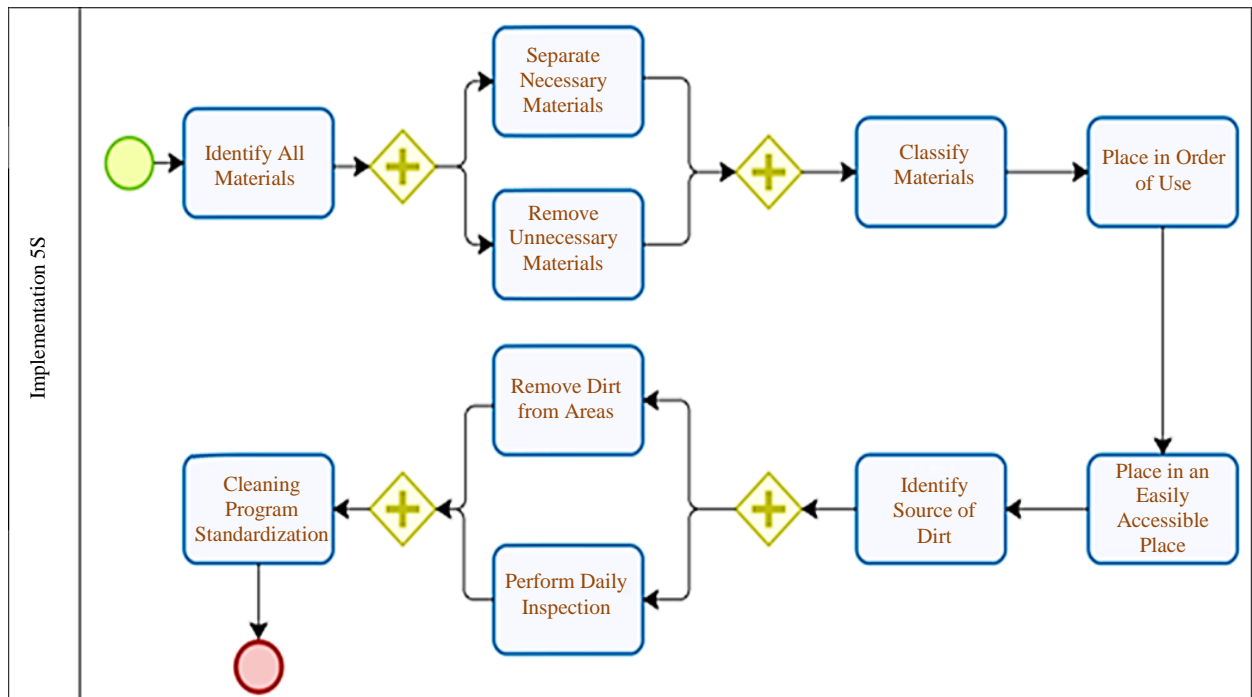 Implementation 5S
Identify All
Materials
Separate
Necessary
Materials
Remove
Unnecessary
Materials
Classify
Materials
Place in Order
of Use
Place in an
Easily
Accessible
Place
Identify
Source of
Dirt
Remove Dirt
from Areas
Perform Daily
Inspection
Cleaning
Program
Standardization